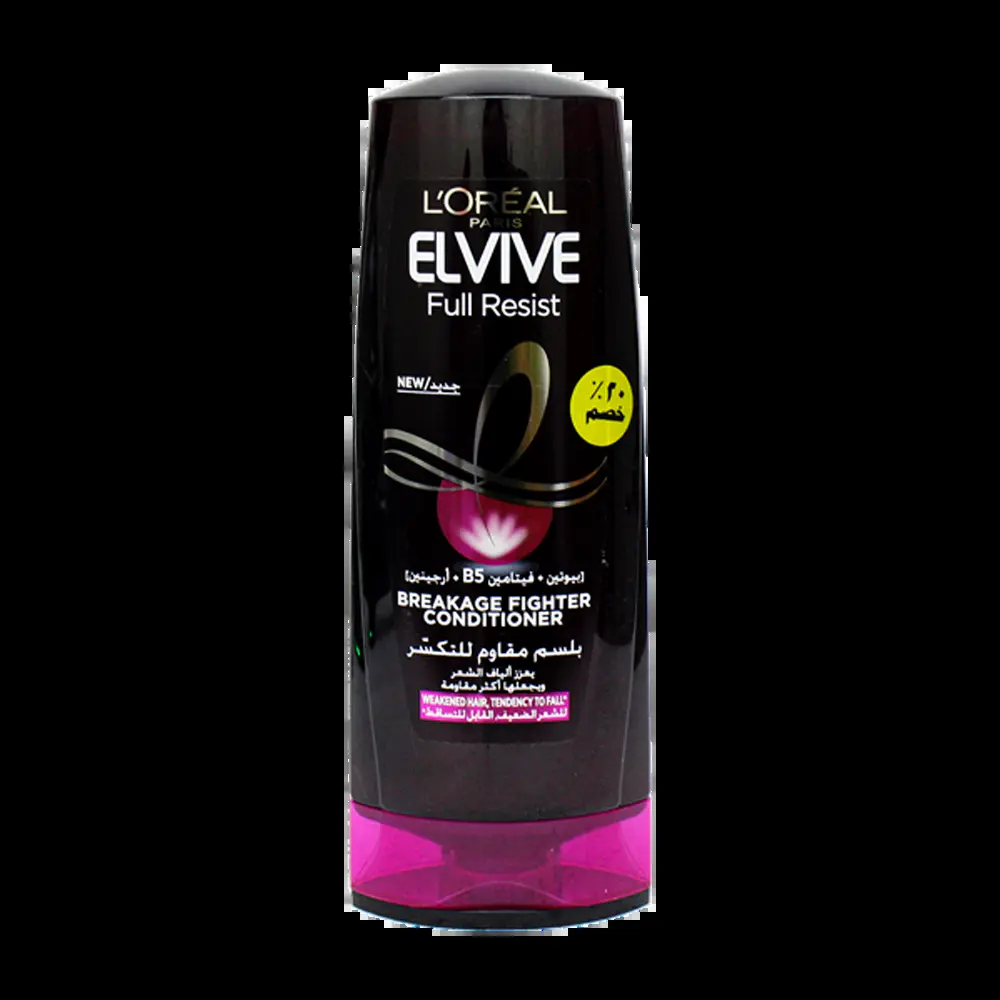 L'ORÉAL
PARIS
ELVIVE
Full Resist
NEW/جديد
٢٠٪
خصم
[بيوتين + فيتامين B5 + أرجينين]
BREAKAGE FIGHTER
CONDITIONER
بلسم مقاوم للتكسّر
يعزز ألياف الشعر
ويجعلها أكثر مقاومة
WEAKENED HAIR, TENDENCY TO FALL*
للشعر الضعيف، القابل للتساقط*